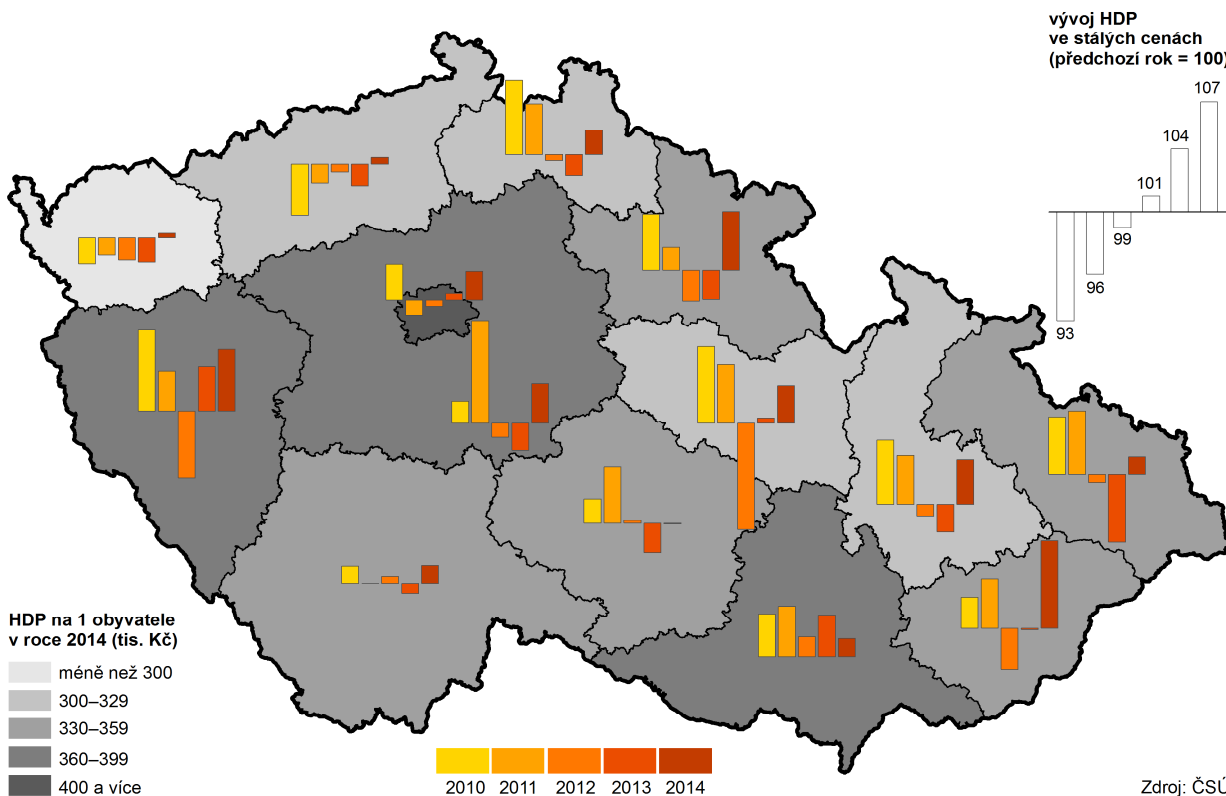 vývoj HDP
ve stálých cenách
(předchozí rok = 100)
107
104
101
99
96
93
HDP na 1 obyvatele
v roce 2014 (tis. Kč)
méně než 300
300–329
330–359
360–399
400 a více
2010 2011 2012 2013 2014
Zdroj: ČSÚ